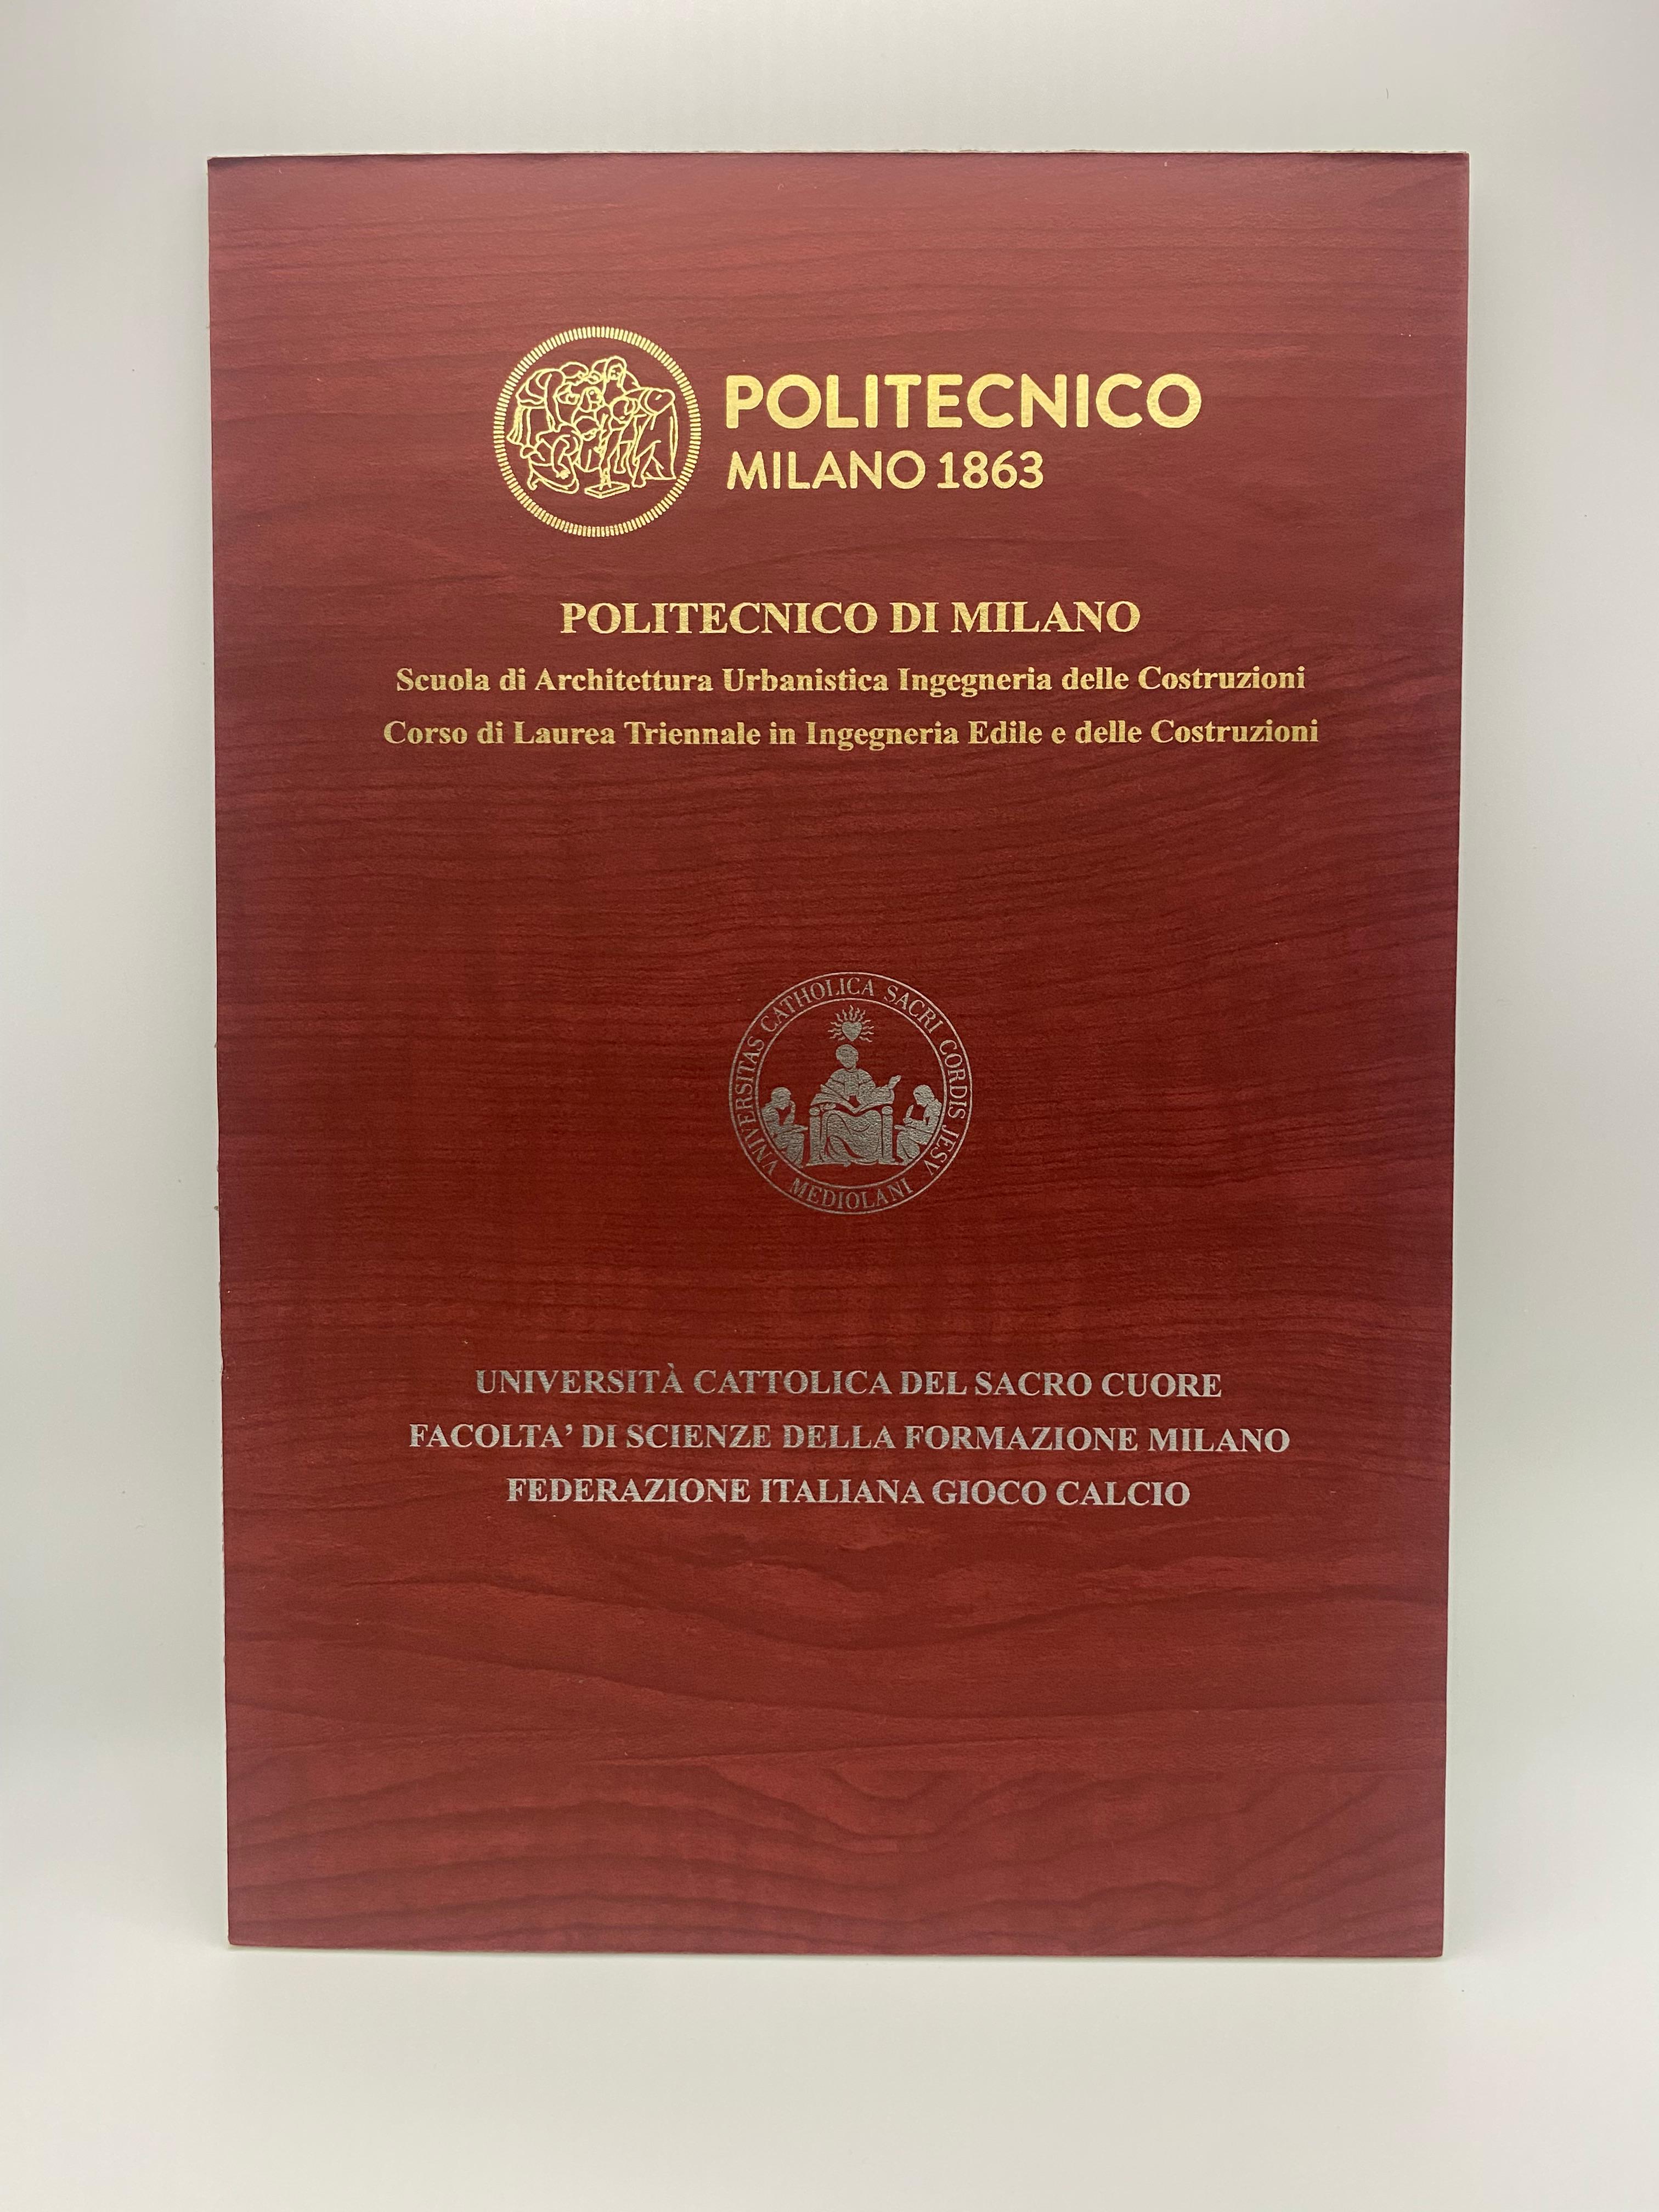 POLITECNICO
MILANO 1863
POLITECNICO DI MILANO
Scuola di Architettura Urbanistica Ingegneria delle Costruzioni
Corso di Laurea Triennale in Ingegneria Edile e delle Costruzioni
VNIVERSITAS CATHOLICA SACRI CORDIS JESV
MEDIOLANI
UNIVERSITÀ CATTOLICA DEL SACRO CUORE
FACOLTA’ DI SCIENZE DELLA FORMAZIONE MILANO
FEDERAZIONE ITALIANA GIOCO CALCIO